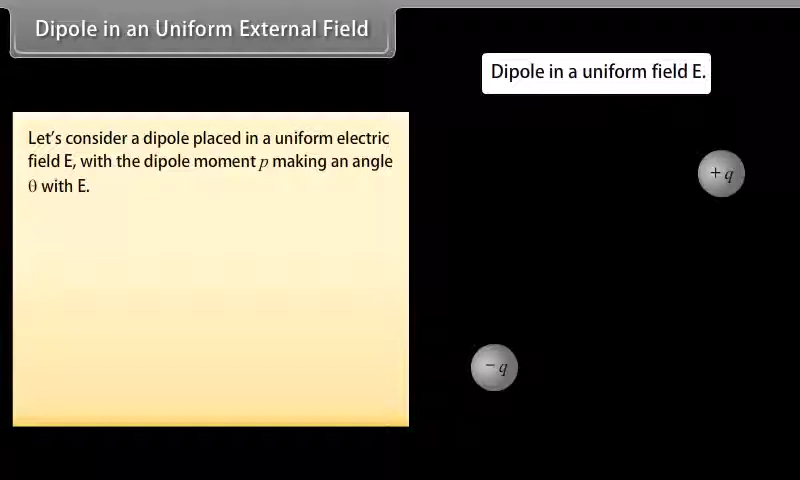 Dipole in an Uniform External Field
Dipole in a uniform field E.
Let's consider a dipole placed in a uniform electric
field E, with the dipole moment p making an angle
θ with E.
+q
−q